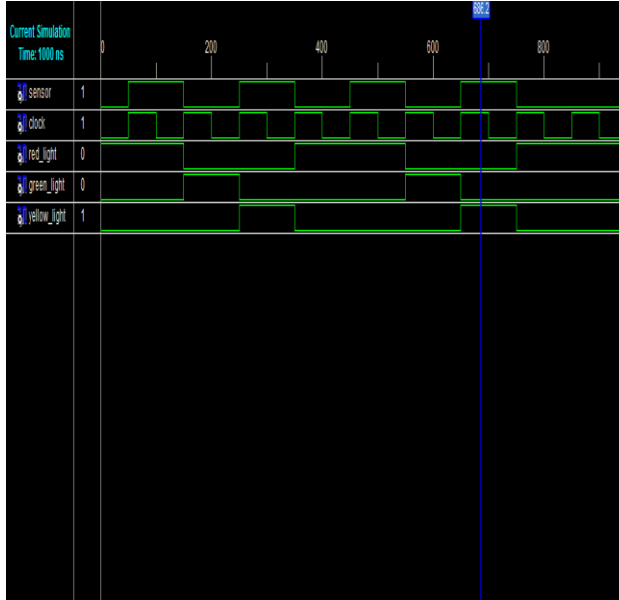 686.2
Current Simulation
Time: 1000 ns
0 200 400 600 800
sensor 1
clock 1
red_light 0
green_light 0
yellow_light 1